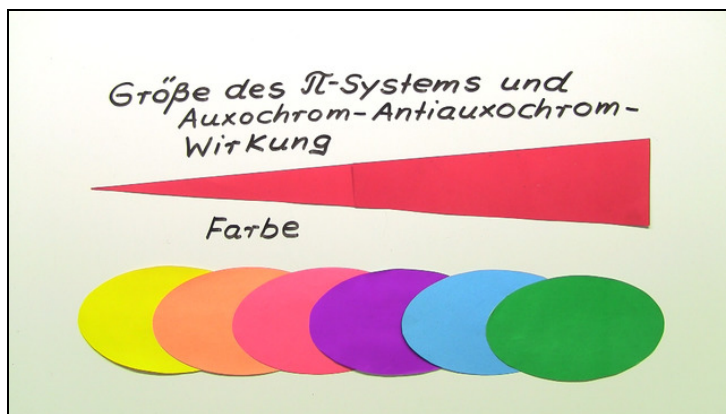 Größe des π-Systems und
Auxochrom-Antiauxochrom-
Wirkung
Farbe